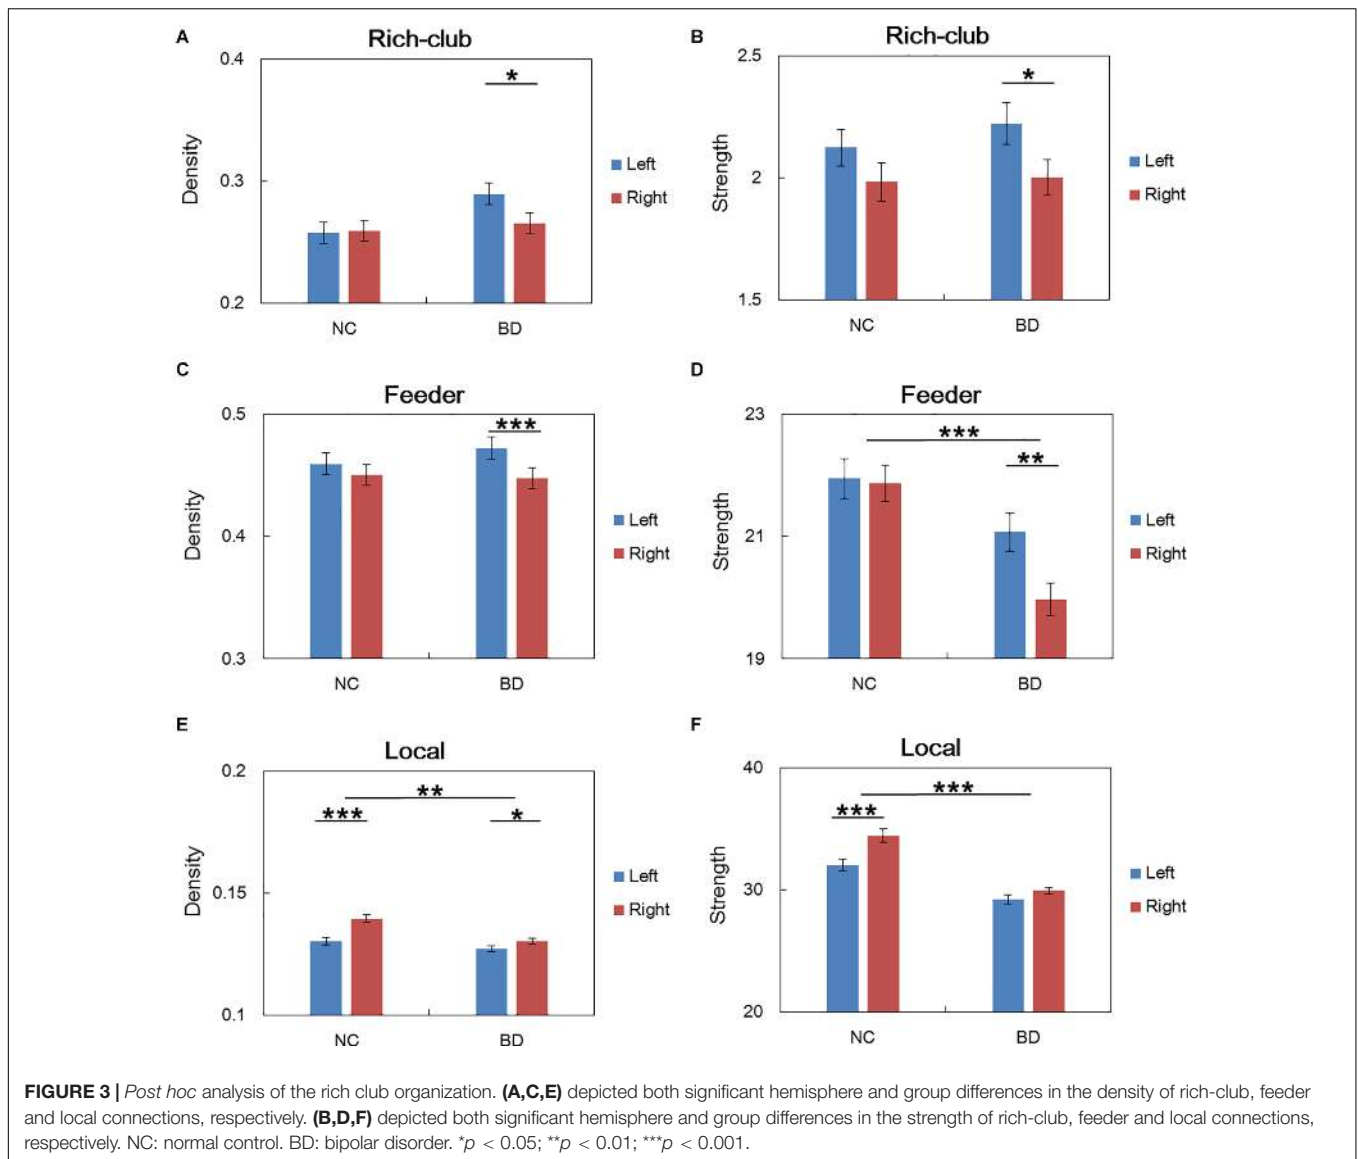 A
Rich-club
0.4
*
Density
0.3
Left
Right
0.2
NC
BD
B
Rich-club
2.5
*
Strength
2
Left
Right
1.5
NC
BD
C
Feeder
0.5
***
Density
0.4
Left
Right
0.3
NC
BD
D
Feeder
23
***
**
Strength
21
Left
Right
19
NC
BD
E
Local
0.2
**
***
*
Density
0.15
Left
Right
0.1
NC
BD
F
Local
40
***
***
Strength
30
Left
Right
20
NC
BD
FIGURE 3 | Post hoc analysis of the rich club organization. (A,C,E) depicted both significant hemisphere and group differences in the density of rich-club, feeder
and local connections, respectively. (B,D,F) depicted both significant hemisphere and group differences in the strength of rich-club, feeder and local connections,
respectively. NC: normal control. BD: bipolar disorder. *p < 0.05; **p < 0.01; ***p < 0.001.